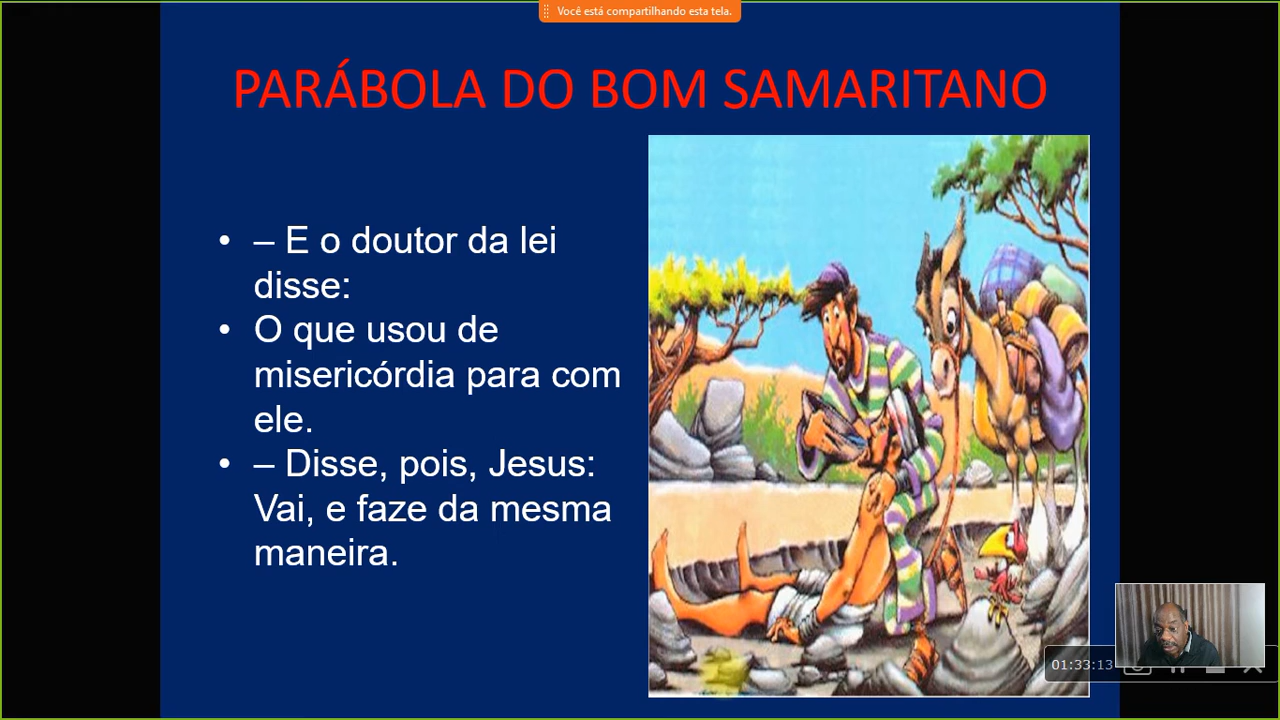 Você está compartilhando esta tela.
PARÁBOLA DO BOM SAMARITANO
• – E o doutor da lei
disse:
• O que usou de
misericórdia para com
ele.
• – Disse, pois, Jesus:
Vai, e faze da mesma
maneira.
01:33:13